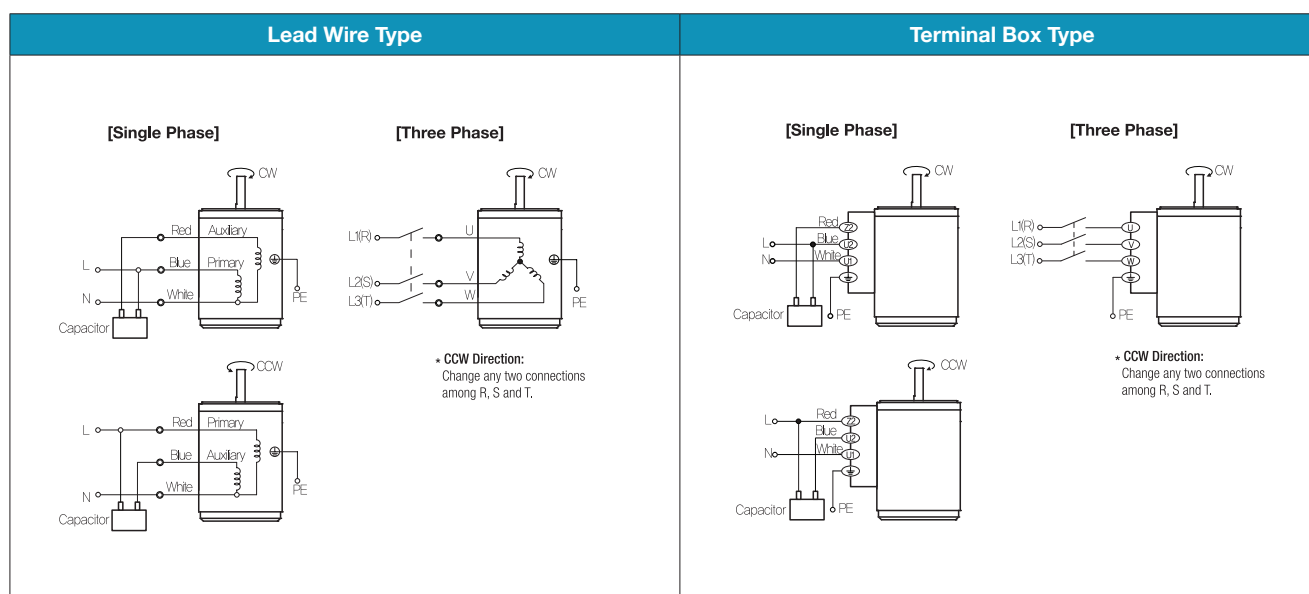 Lead Wire Type
Terminal Box Type
[Single Phase]
[Three Phase]
CW
Red Auxiliary
L Blue Primary
N White
PE
Capacitor
CW
L1(R) U
L2(S) V
L3(T) W
PE
* CCW Direction:
Change any two connections
among R, S and T.
CCW
L Red Primary
Blue Auxiliary
N White
PE
Capacitor
[Single Phase]
[Three Phase]
CW
Red Z2
L Blue U2
N White U1
Capacitor PE
CW
L1(R) U
L2(S) V
L3(T) W
PE
* CCW Direction:
Change any two connections
among R, S and T.
CCW
L Red Z2
Blue U2
N White U1
Capacitor PE